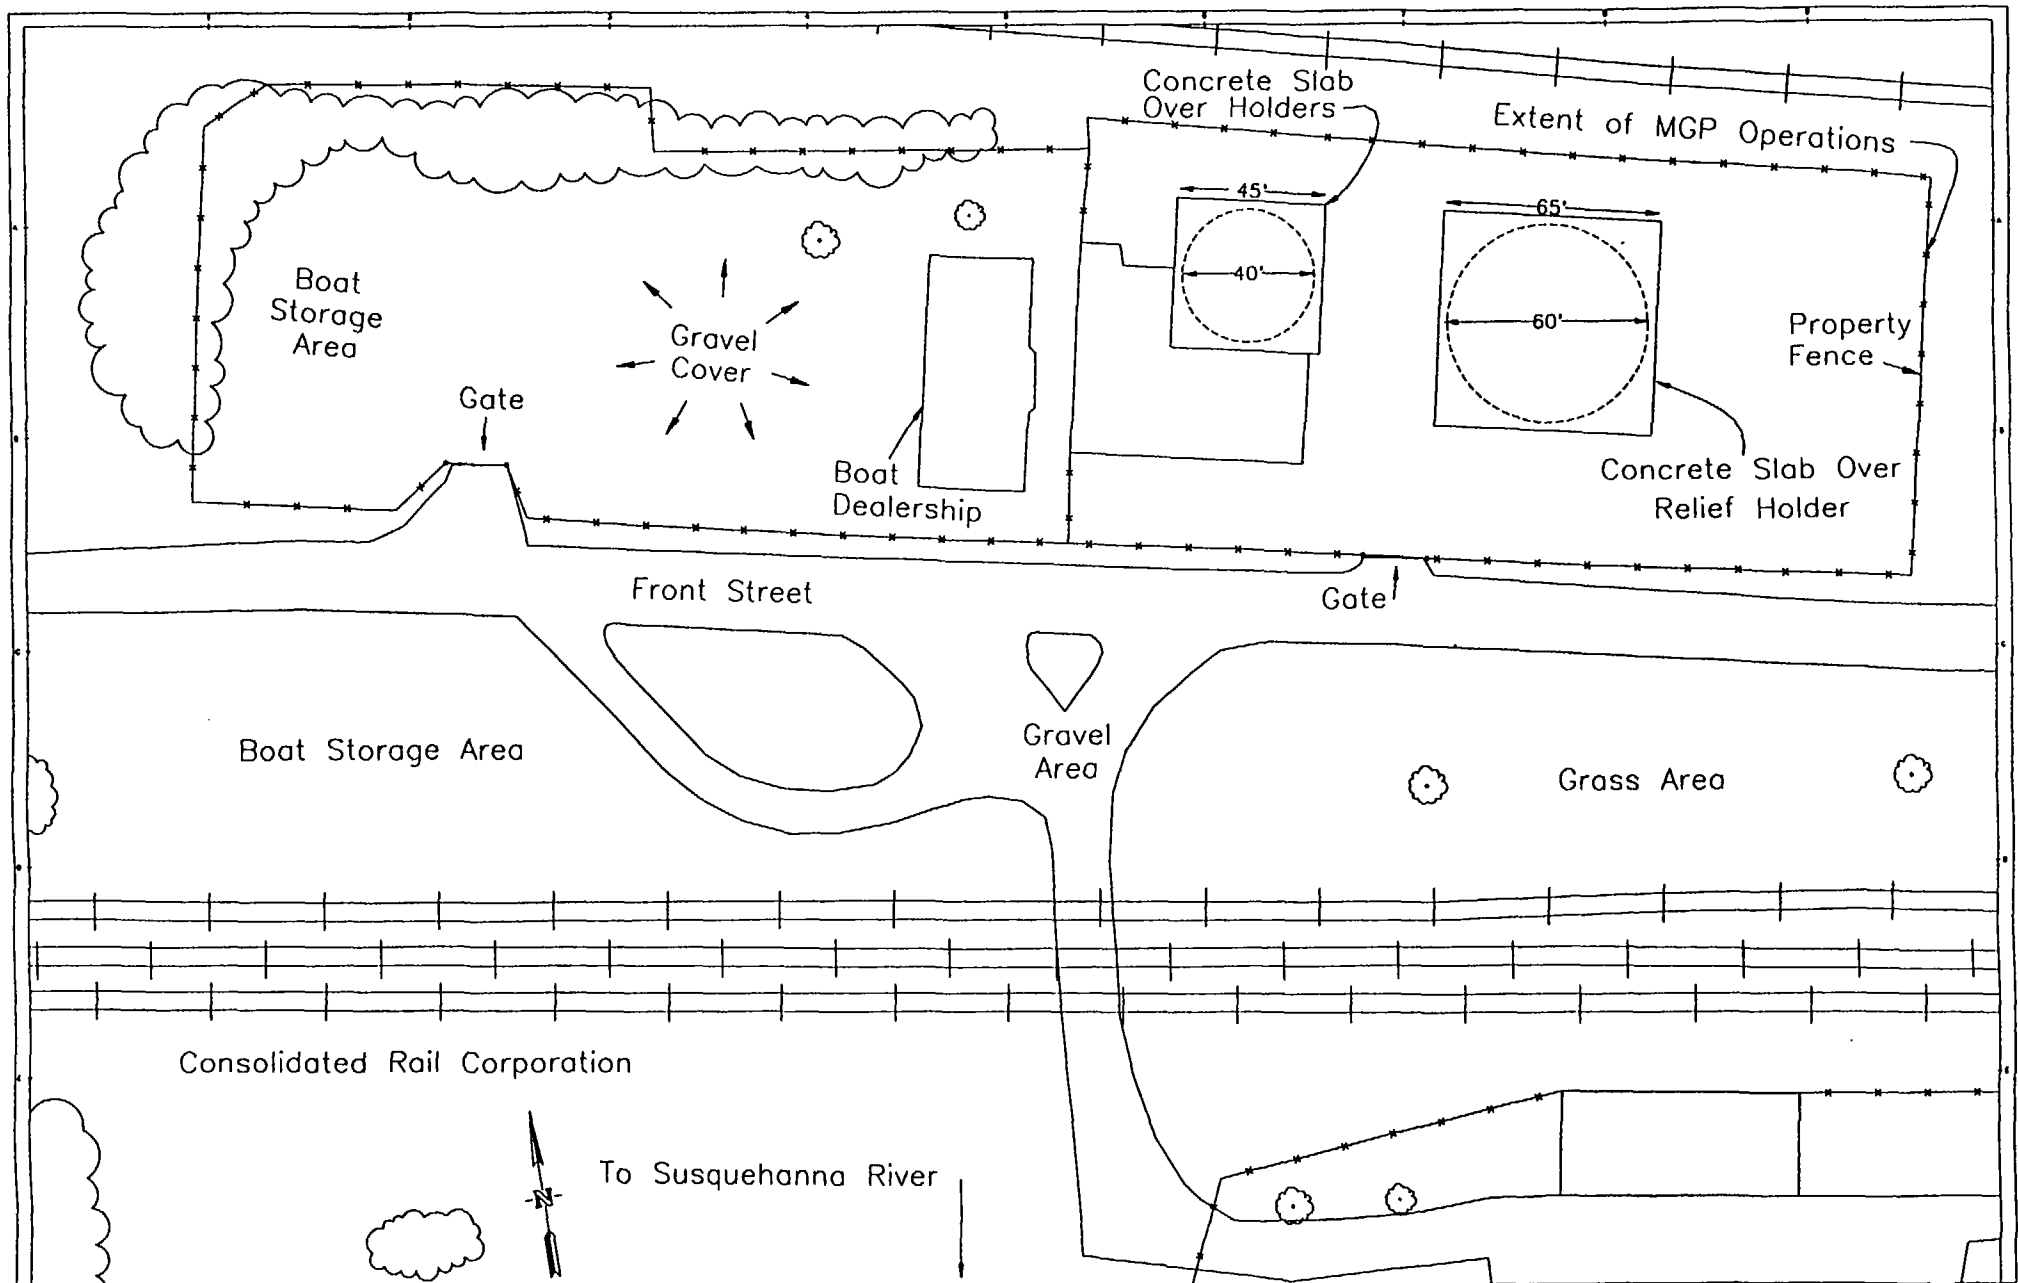 Concrete Slab
Over Holders
Extent of MGP Operations
45'
65'
40'
60'
Boat
Storage
Area
Gravel
Cover
Property
Fence
Gate
Boat
Dealership
Concrete Slab Over
Relief Holder
Front Street
Gate
Boat Storage Area
Gravel
Area
Grass Area
Consolidated Rail Corporation
To Susquehanna River
N